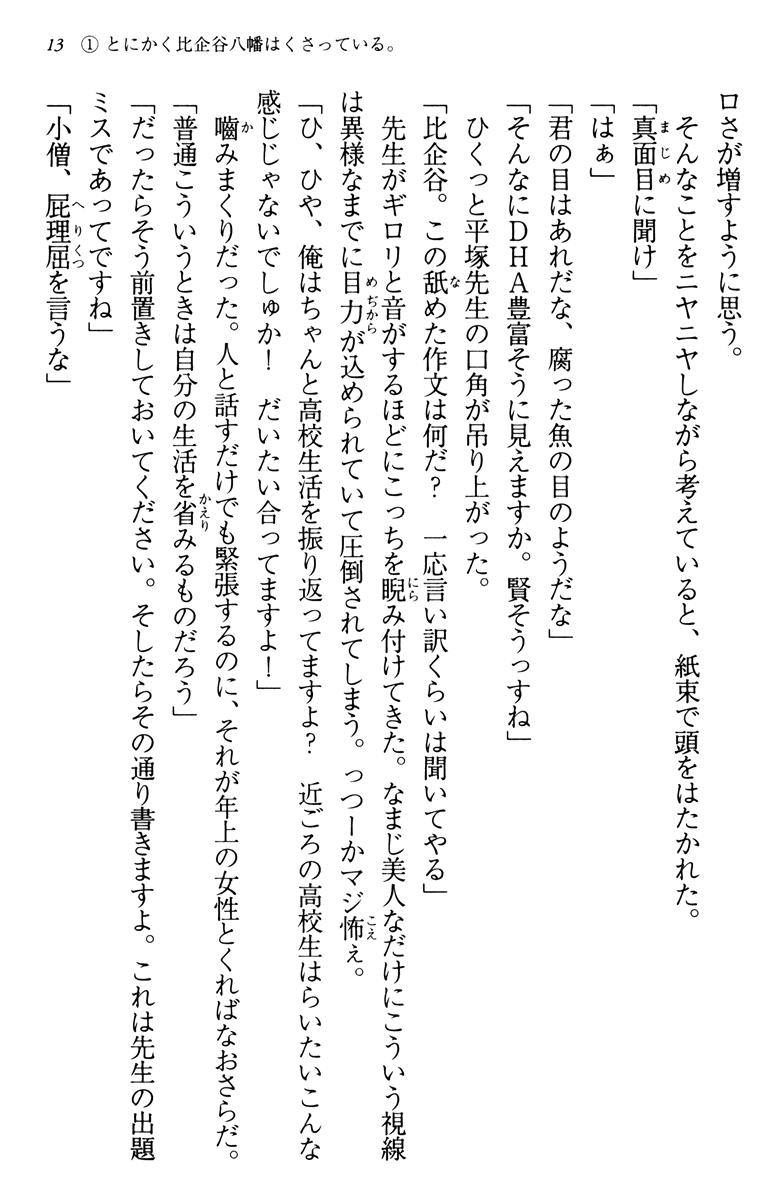 13　①とにかく比企谷八幡はくさっている。
ロさが増すように思う。
そんなことをニヤニヤしながら考えていると、紙束で頭をはたかれた。
「真面目に聞け」
「はぁ」
「君の目はあれだな、腐った魚の目のようだな」
「そんなにDHA豊富そうに見えますか。賢そうっすね」
ひくっと平塚先生の口角が吊り上がった。
「比企谷。この舐めた作文は何だ？　一応言い訳くらいは聞いてやる」
先生がギロリと音がするほどにこっちを睨み付けてきた。なまじ美人なだけにこういう視線
は異様なまでに目力が込められていて圧倒されてしまう。っつーかマジ怖ぇ。
「ひ、ひや、俺はちゃんと高校生活を振り返ってますよ？　近ごろの高校生はらいたいこんな
感じじゃないでしゅか！　だいたい合ってますよ！」
噛みまくりだった。人と話すだけでも緊張するのに、それが年上の女性とくればなおさらだ。
「普通こういうときは自分の生活を省みるものだろう」
「だったらそう前置きしておいてください。そしたらその通り書きますよ。これは先生の出題
ミスであってですね」
「小僧、屁理屈を言うな」